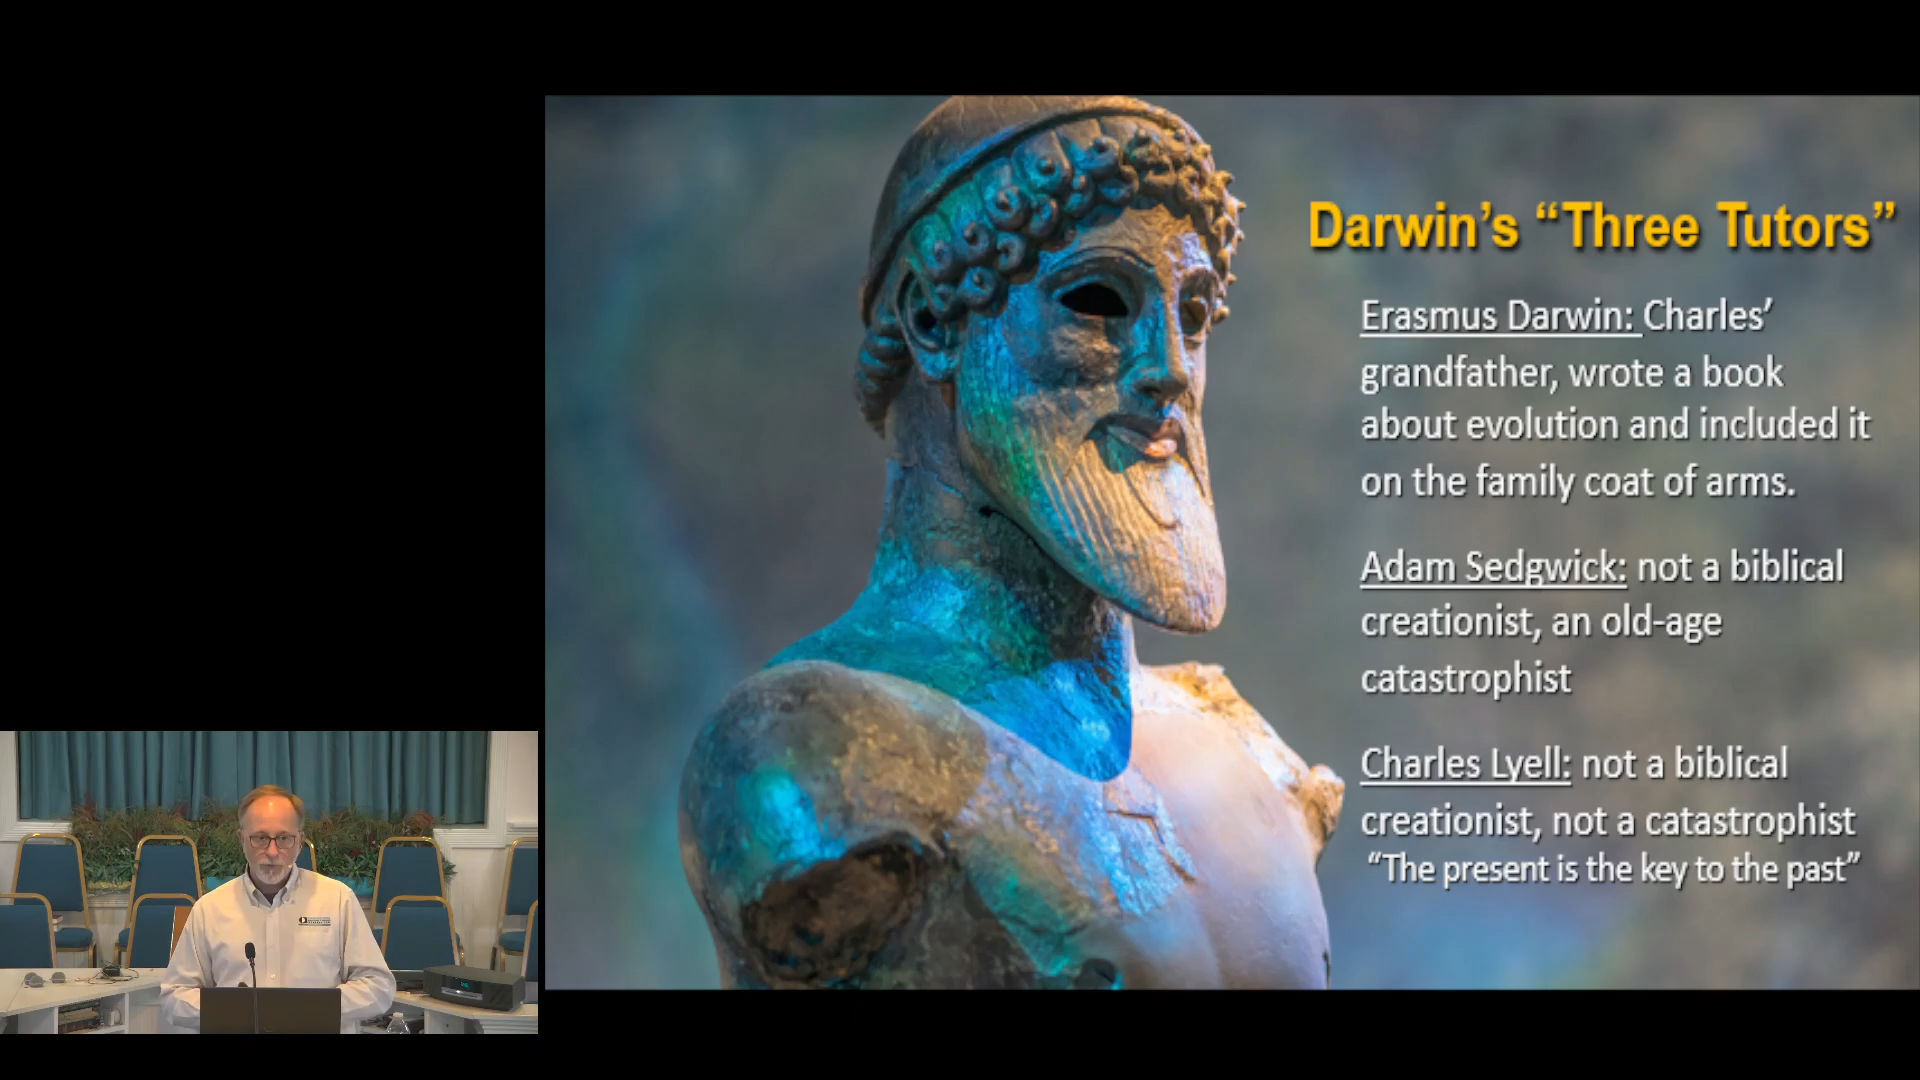 Darwin’s “Three Tutors”
Erasmus Darwin: Charles’
grandfather, wrote a book
about evolution and included it
on the family coat of arms.
Adam Sedgwick: not a biblical
creationist, an old-age
catastrophist
Charles Lyell: not a biblical
creationist, not a catastrophist
“The present is the key to the past”